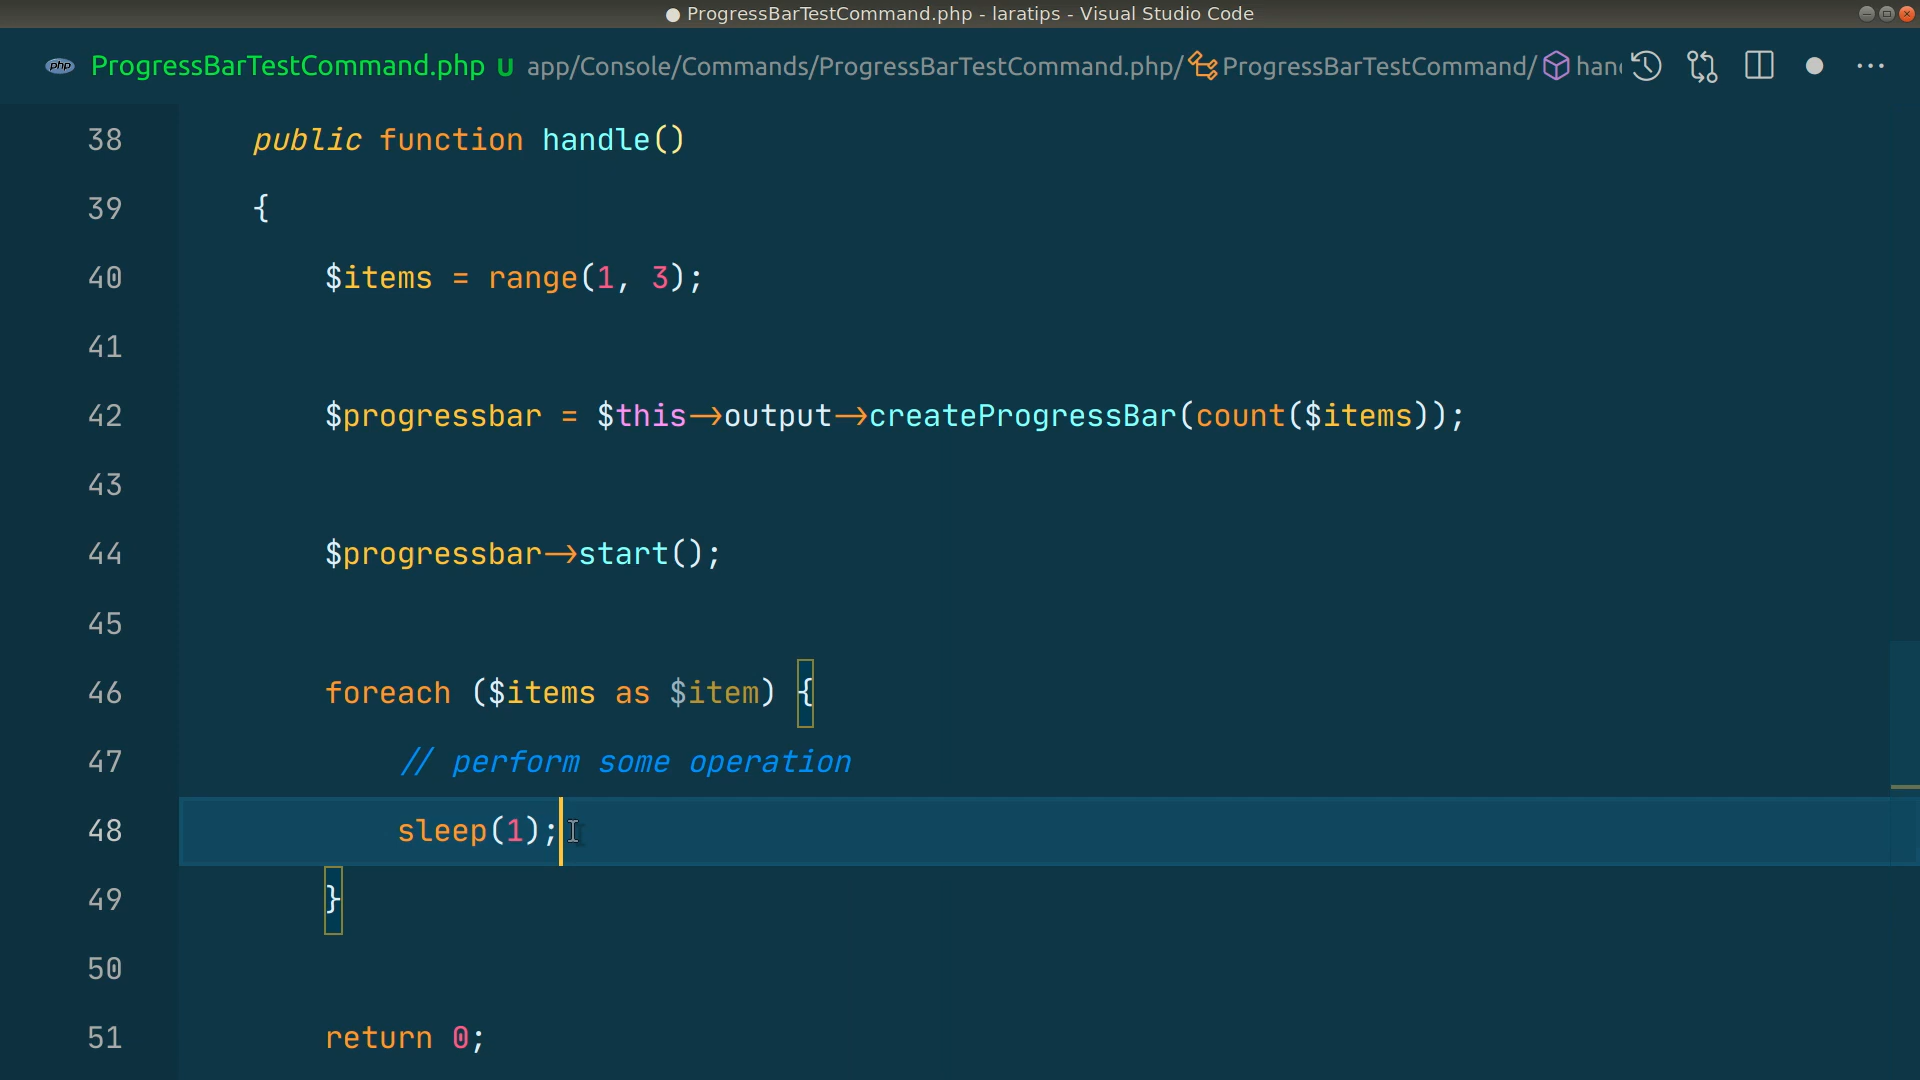 ● ProgressBarTestCommand.php - laratips - Visual Studio Code
php ProgressBarTestCommand.php U app/Console/Commands/ProgressBarTestCommand.php/ ProgressBarTestCommand/ han
38 public function handle()
39 {
40 $items = range(1, 3);
41
42 $progressbar = $this->output->createProgressBar(count($items));
43
44 $progressbar->start();
45
46 foreach ($items as $item) {
47 // perform some operation
48 sleep(1);
49 }
50
51 return 0;